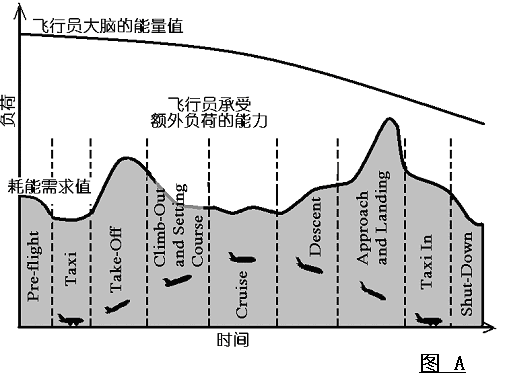 飞行员大脑的能量值
负荷
飞行员承受
额外负荷的能力
耗能需求值
Pre-flight
Taxi
Take-Off
Climb-Out
and Setting
Course
Cruise
Descent
Approach
and Landing
Taxi In
Shut-Down
时间
图 A